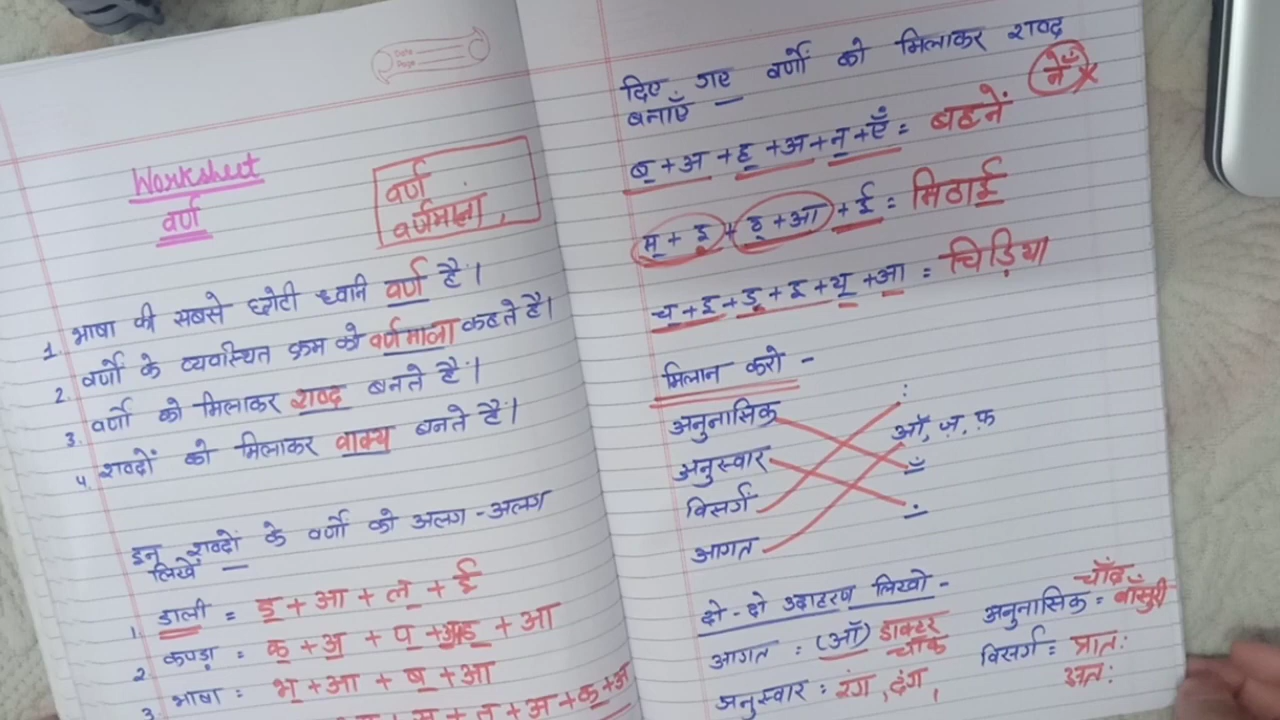 Date
Page
Worksheet
वर्ण
वर्ण
वर्णमाला,
1. भाषा की सबसे छोटी ध्वनि वर्ण है।
2. वर्णों के व्यवस्थित क्रम को वर्णमाला कहते है।
3. वर्णों को मिलाकर शब्द बनते है।
4. शब्दों को मिलाकर वाक्य बनते है।
इन शब्दों के वर्णों को अलग-अलग
लिखें
1. डाली = ड् + आ + ल् + ई
2. कपड़ा = क् + अ + प् + अ + ड़ + आ
3. भाषा = भ् + आ + ष् + आ
+ त् + अ + क् + अ
दिए गए वर्णों को मिलाकर शब्द
बनाएँ
नेँ x
ब् + अ + ह् + अ + न् + एँ = बहनें
म् + इ + ठ् + आ + ई = मिठाई
च् + इ + ड़् + इ + य् + आ = चिड़िया
मिलान करो -
अनुनासिक :
अनुस्वार ऑ, ज़, फ़
विसर्ग ँ
आगत ं
दो-दो उदाहरण लिखो -
आगत : (ऑ) डाक्टर
चॉक
अनुस्वार : रंग, दंग,
अनुनासिक = चाँद
बाँसुरी
विसर्ग = प्रात:
अत: